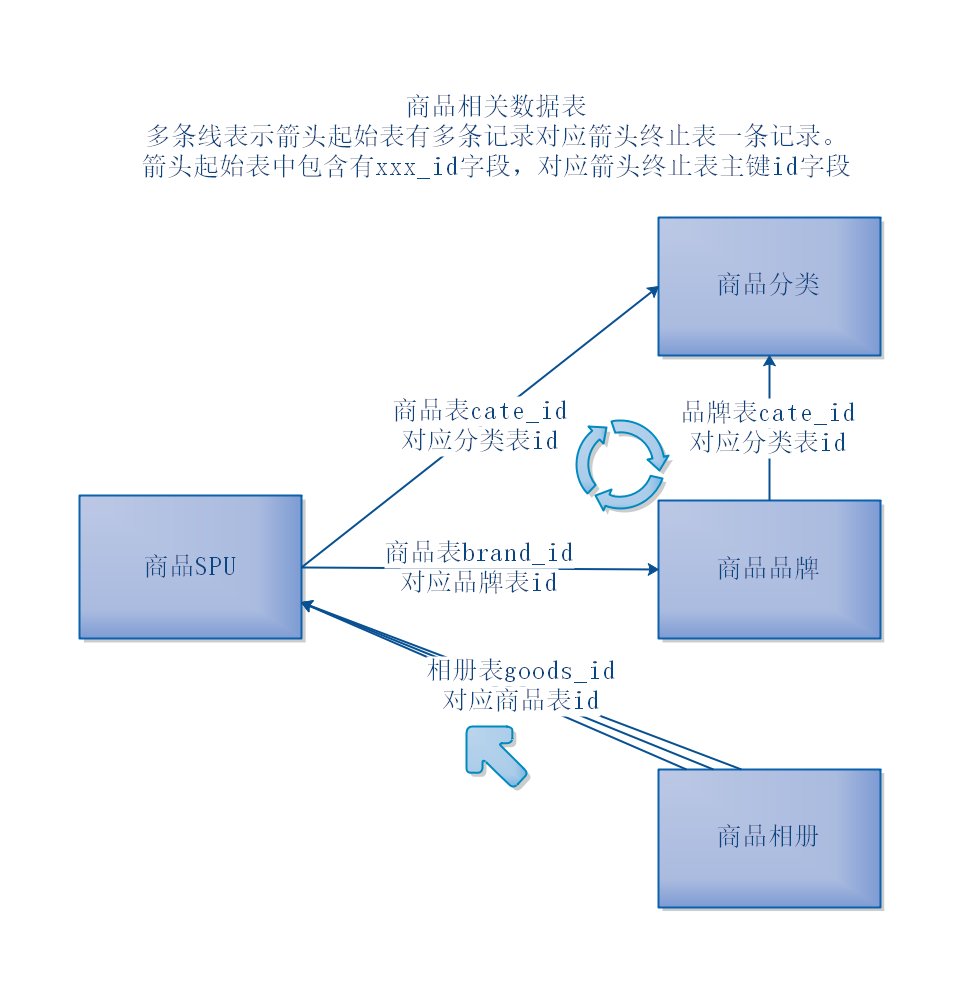 商品相关数据表
多条线表示箭头起始表有多条记录对应箭头终止表一条记录。
箭头起始表中包含有xxx_id字段，对应箭头终止表主键id字段
商品分类
商品表cate_id
对应分类表id
品牌表cate_id
对应分类表id
商品SPU
商品表brand_id
对应品牌表id
商品品牌
相册表goods_id
对应商品表id
商品相册